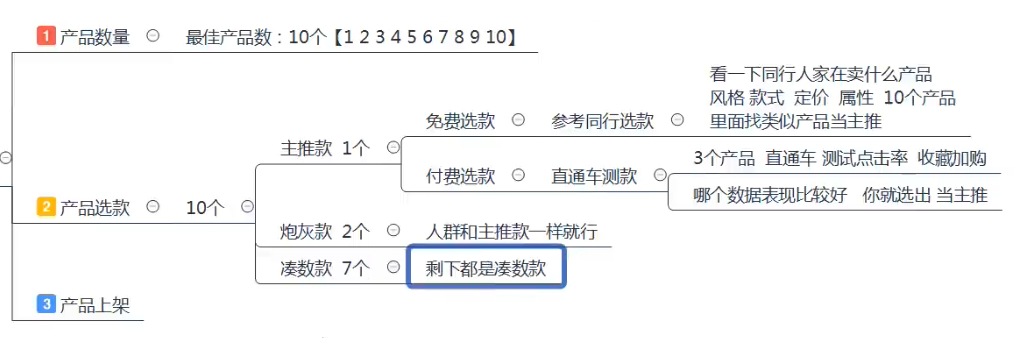 1 产品数量 最佳产品数：10个【1 2 3 4 5 6 7 8 9 10】
2 产品选款 10个
主推款 1个
免费选款 参考同行选款
看一下同行人家在卖什么产品
风格 款式 定价 属性 10个产品
里面找类似产品当主推
付费选款 直通车测款
3个产品 直通车 测试点击率 收藏加购
哪个数据表现比较好 你就选出 当主推
炮灰款 2个 人群和主推款一样就行
凑数款 7个 剩下都是凑数款
3 产品上架